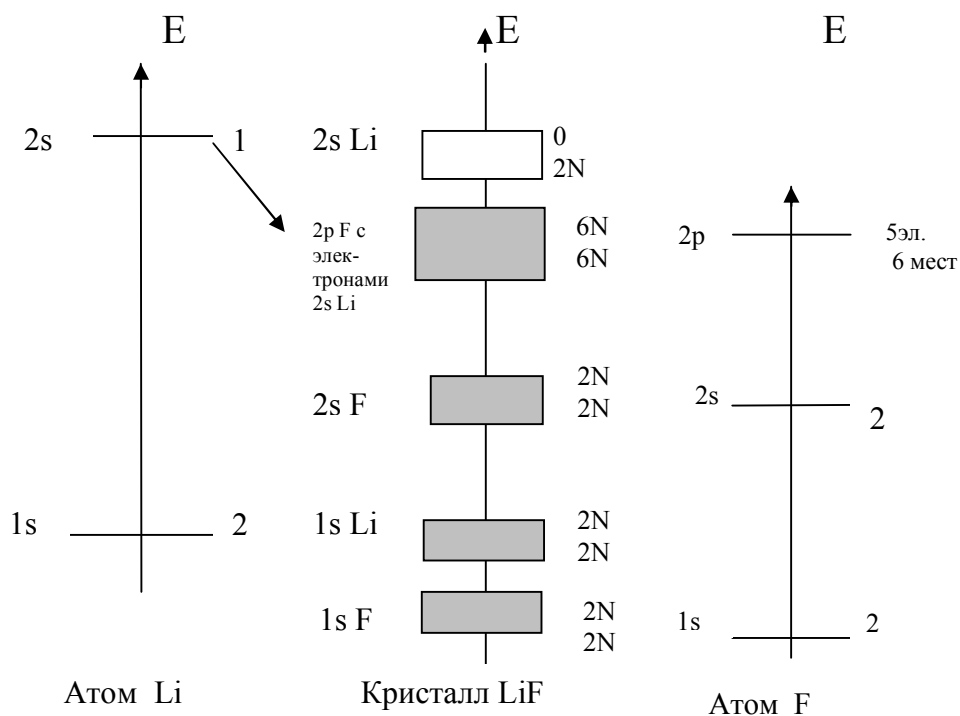 E
2s
1
1s
2
Атом Li
E
2s Li
0
2N
2p F с
элек-
тронами
2s Li
6N
6N
2s F
2N
2N
1s Li
2N
2N
1s F
2N
2N
Кристалл LiF
E
2p
5эл.
6 мест
2s
2
1s
2
Атом F